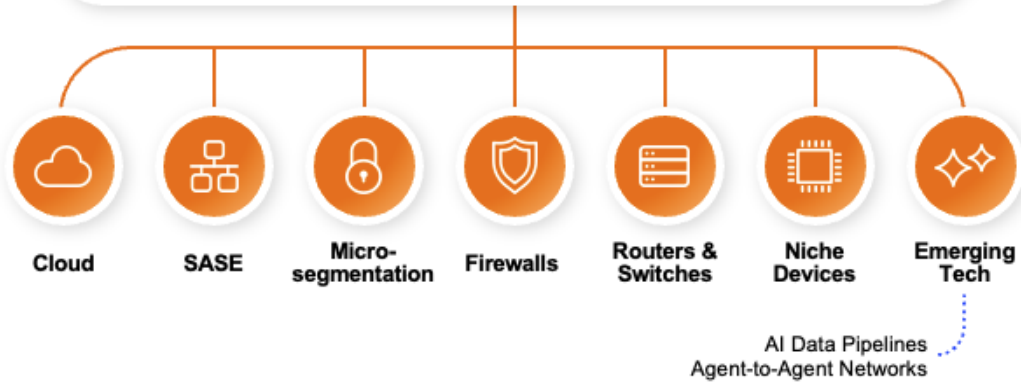 Cloud
SASE
Micro-
segmentation
Firewalls
Routers &
Switches
Niche
Devices
Emerging
Tech
AI Data Pipelines
Agent-to-Agent Networks